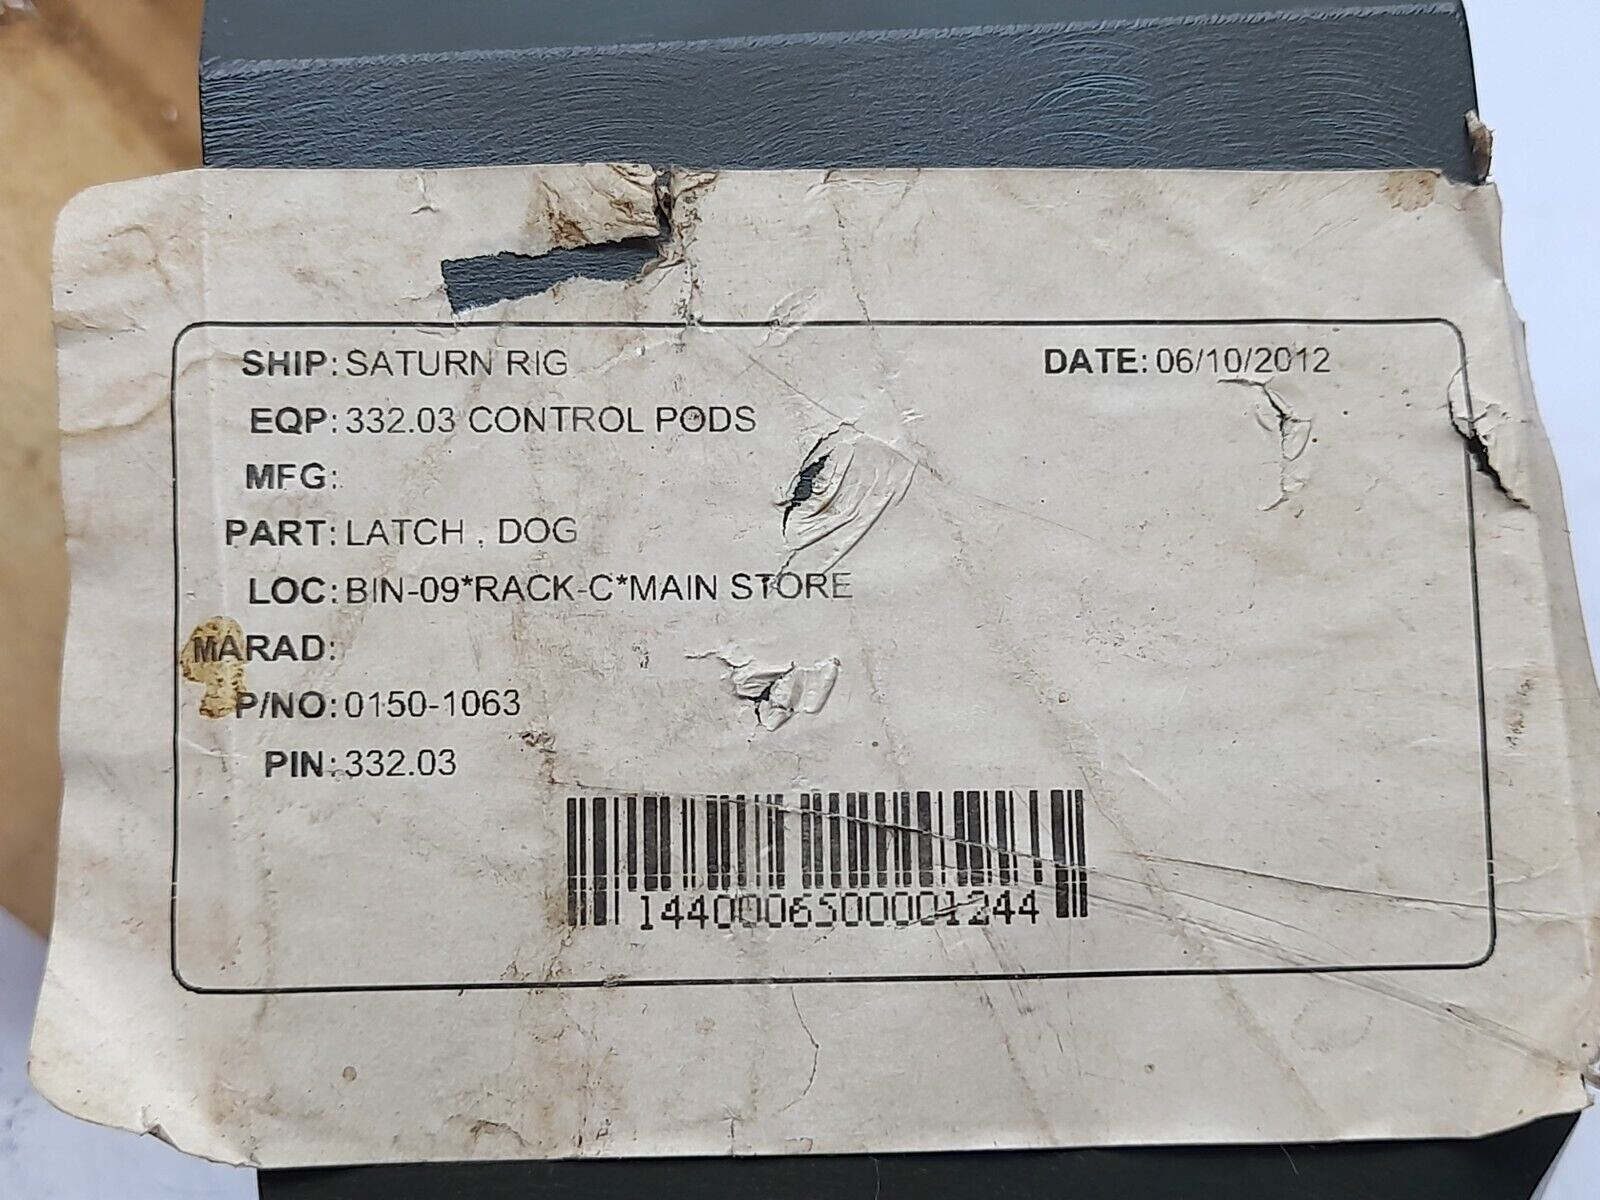 SHIP: SATURN RIG DATE: 06/10/2012
EQP: 332.03 CONTROL PODS
MFG:
PART: LATCH , DOG
LOC: BIN-09*RACK-C*MAIN STORE
MARAD:
P/NO: 0150-1063
PIN: 332.03
1440006500001244